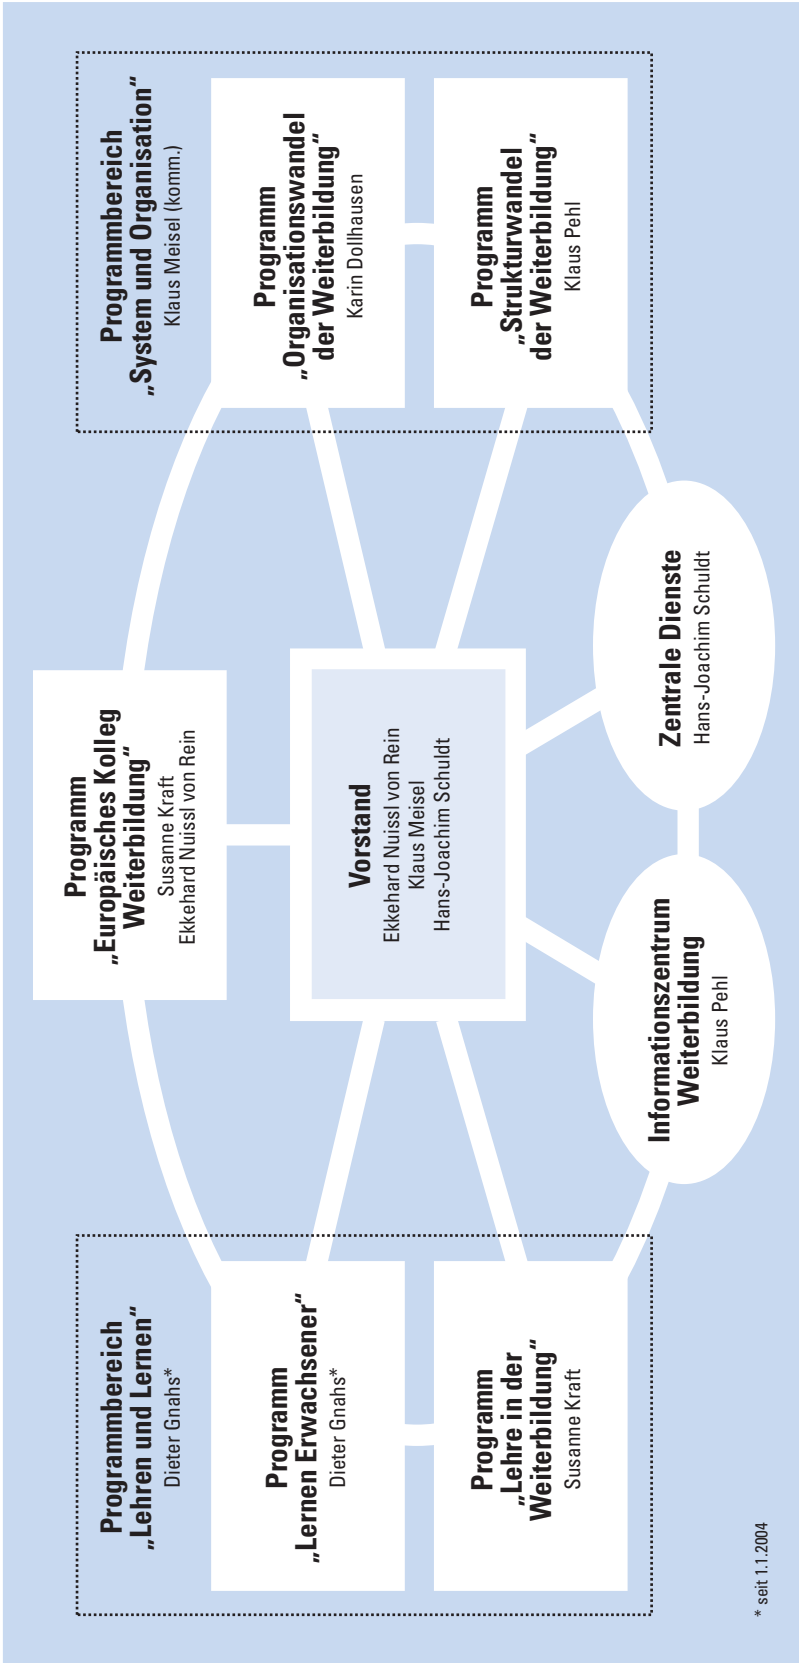 Programm
„Europäisches Kolleg
Weiterbildung“
Susanne Kraft
Ekkehard Nuissl von Rein
Programmbereich
„Lehren und Lernen“
Dieter Gnahs*
Programm
„Lernen Erwachsener“
Dieter Gnahs*
Programm
„Lehre in der
Weiterbildung“
Susanne Kraft
Vorstand
Ekkehard Nuissl von Rein
Klaus Meisel
Hans-Joachim Schuldt
Programmbereich
„System und Organisation“
Klaus Meisel (komm.)
Programm
„Organisationswandel
der Weiterbildung“
Karin Dollhausen
Programm
„Strukturwandel
der Weiterbildung“
Klaus Pehl
Informationszentrum
Weiterbildung
Klaus Pehl
Zentrale Dienste
Hans-Joachim Schuldt
* seit 1.1.2004